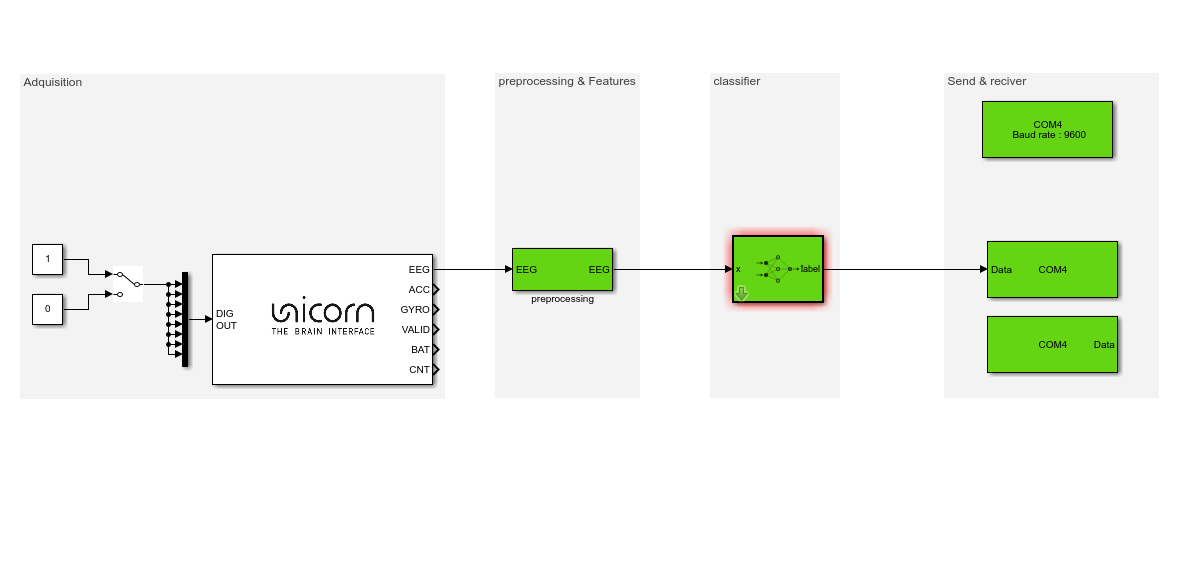 Adquisition
preprocessing & Features
classifier
Send & reciver
COM4
Baud rate : 9600
1
0
DIG
OUT
unicorn
THE BRAIN INTERFACE
EEG
ACC
GYRO
VALID
BAT
CNT
EEG EEG
preprocessing
x label
Data COM4
COM4 Data